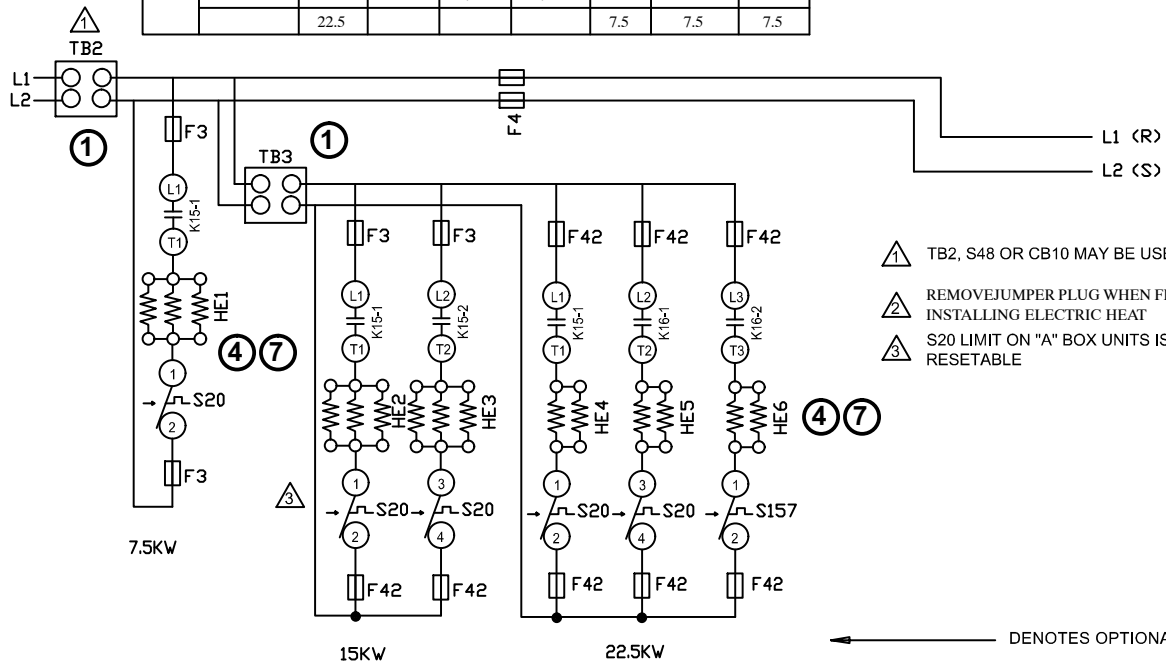 22.5 7.5 7.5 7.5
1
TB2
L1
L2
1
F3
F4
L1 (R)
L2 (S)
TB3
1
L1
K15-1
T1
HE1
4 7
1
S20
2
F3
7.5KW
F3
F3
F42
F42
F42
L1
K15-1
T1
L2
K15-2
T2
L1
K15-1
T1
L2
K16-1
T2
L3
K16-2
T3
HE2
HE3
HE4
HE5
HE6
4 7
3
1
S20
2
3
S20
4
1
S20
2
3
S20
4
1
S157
2
F42
F42
F42
F42
F42
15KW
22.5KW
1 TB2, S48 OR CB10 MAY BE
2 REMOVEJUMPER PLUG WHEN
INSTALLING ELECTRIC HEAT
3 S20 LIMIT ON "A" BOX UNITS IS
RESETABLE
DENOTES